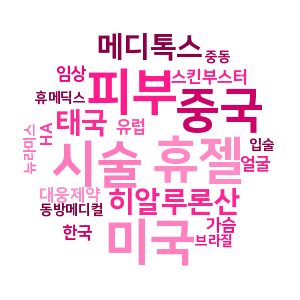 메디톡스 중동
임상 피부 스킨부스터
휴메딕스 중국
태국 유럽
HA 뉴라미스
시술 휴젤 입술
얼굴
대웅제약 히알루론산
동방메디컬 가슴
한국 미국 브라질